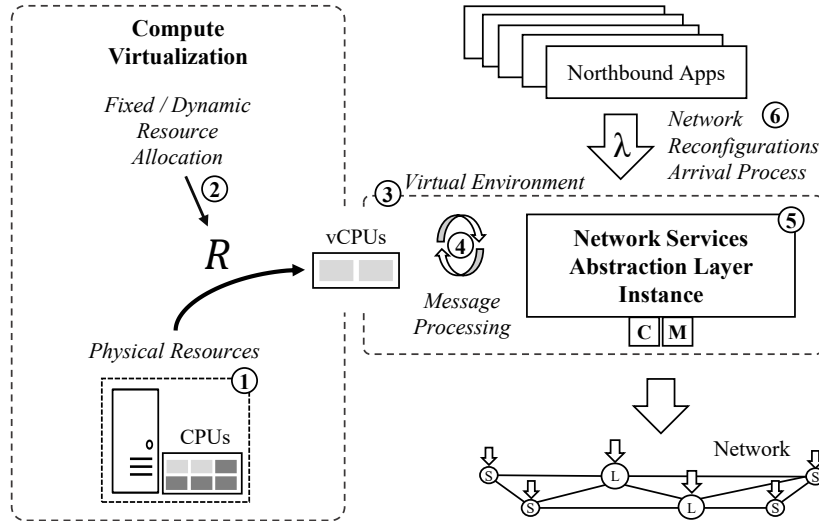 Compute
Virtualization
Fixed / Dynamic
Resource
Allocation
2
R
Physical Resources
1
CPUs
vCPUs
3
Virtual Environment
4
Message
Processing
Northbound Apps
λ
Network 6
Reconfigurations
Arrival Process
5
Network Services
Abstraction Layer
Instance
C M
Network
S
S
L
L
S
S